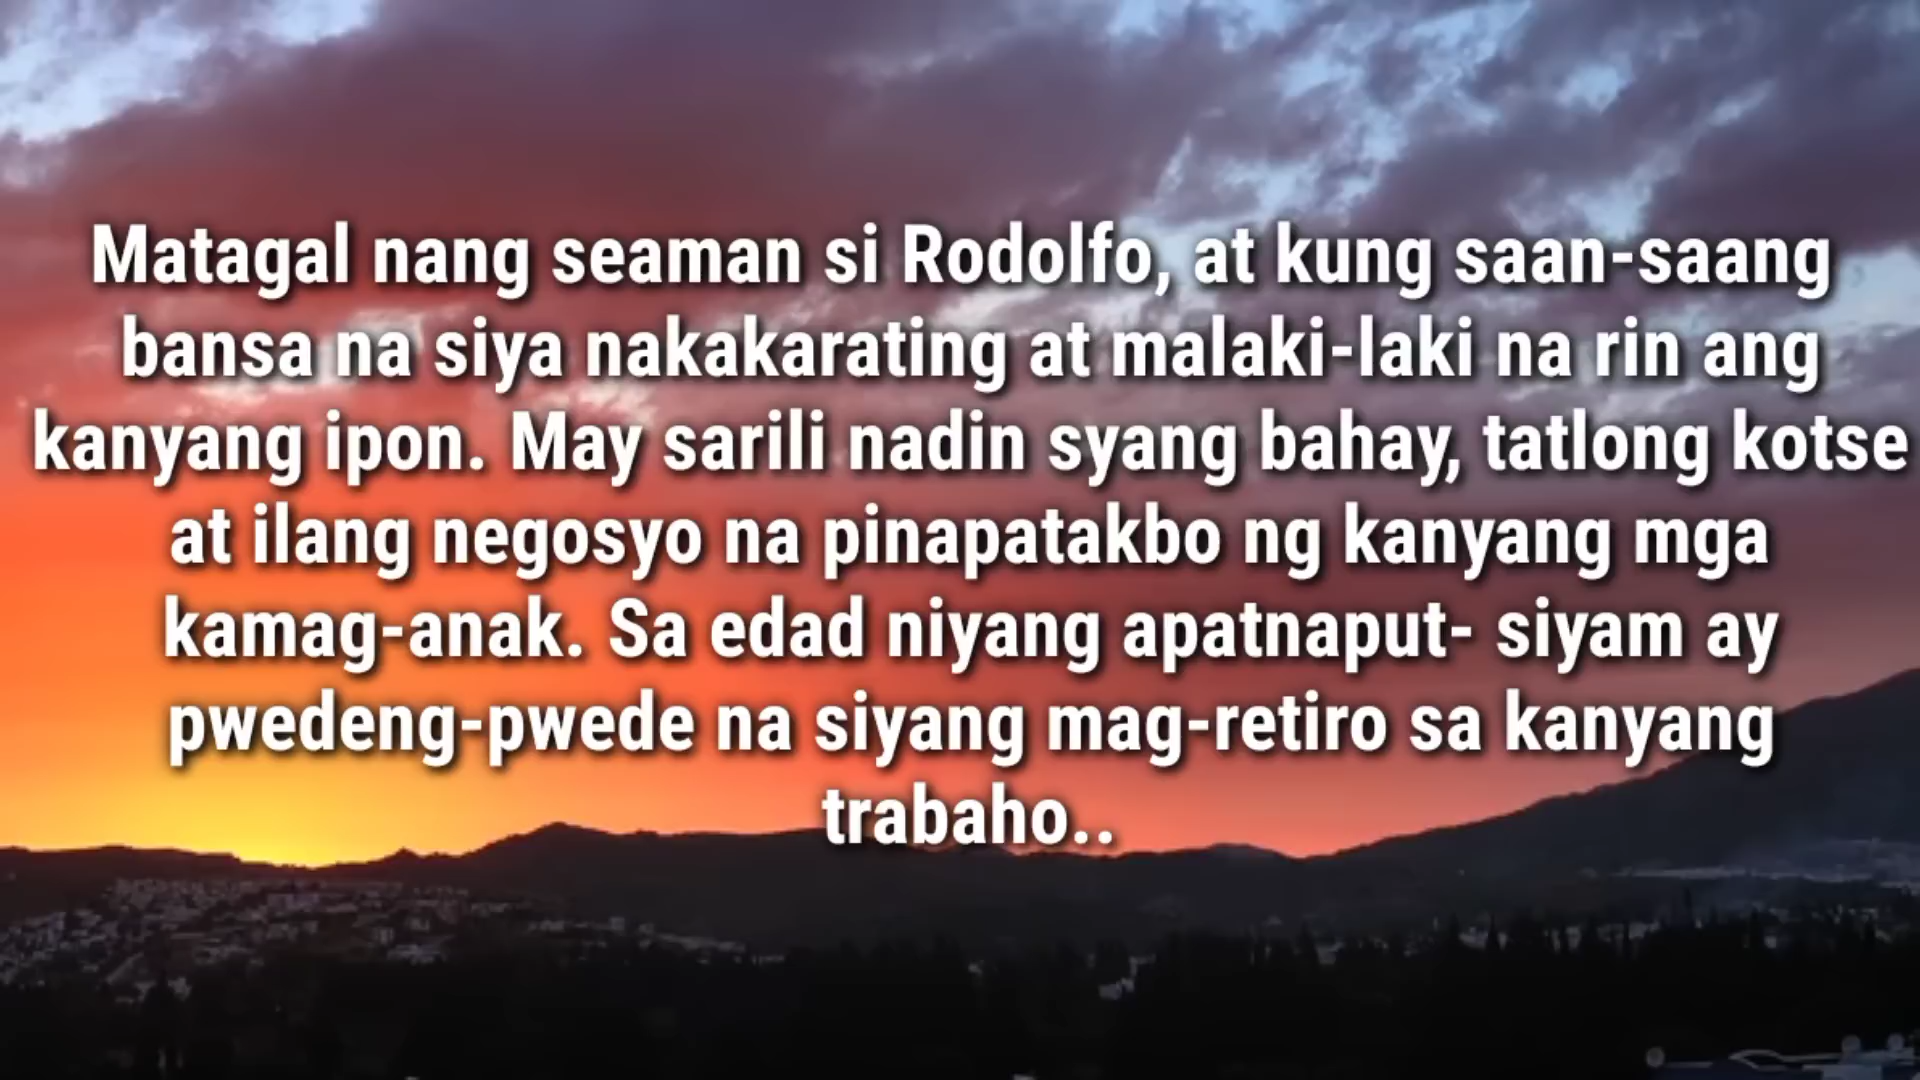 Matagal nang seaman si Rodolfo, at kung saan-saang
bansa na siya nakakarating at malaki-laki na rin ang
kanyang ipon. May sarili nadin syang bahay, tatlong kotse
at ilang negosyo na pinapatakbo ng kanyang mga
kamag-anak. Sa edad niyang apatnaput- siyam ay
pwedeng-pwede na siyang mag-retiro sa kanyang
trabaho..